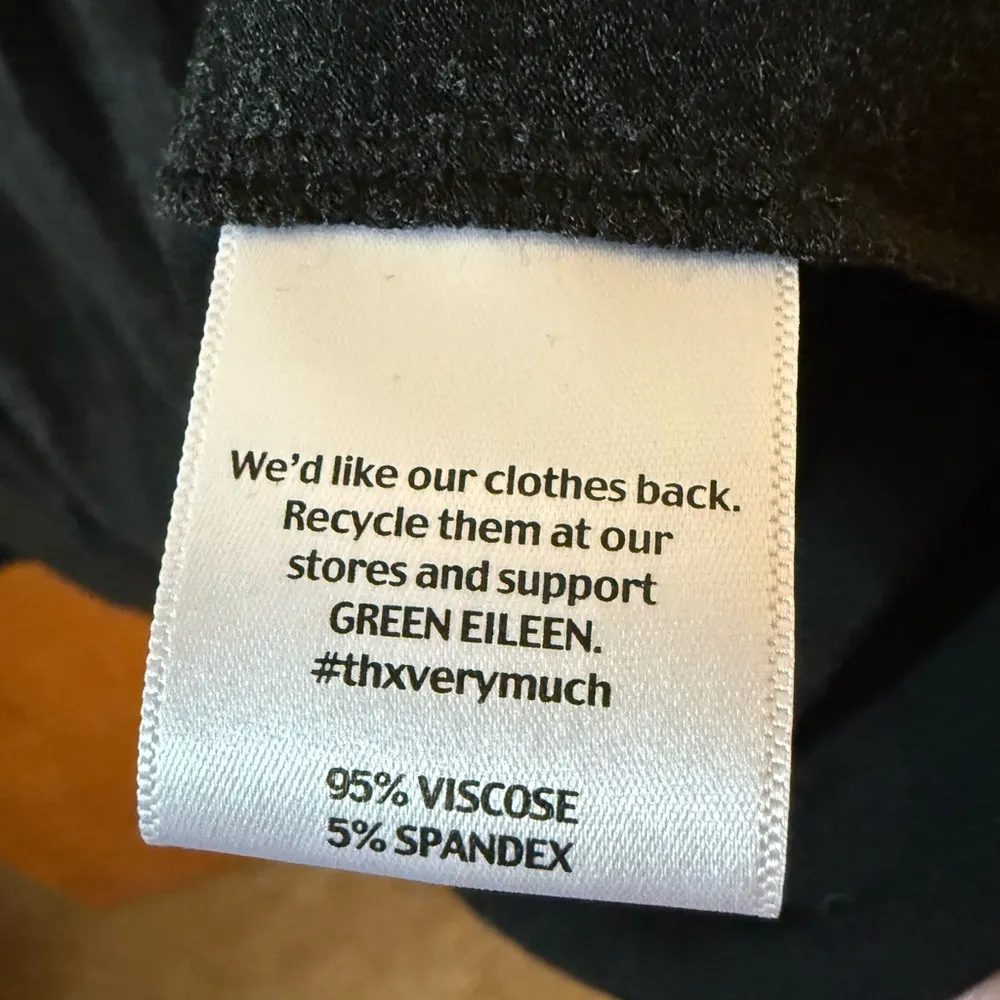 We'd like our clothes back.
Recycle them at our
stores and support
GREEN EILEEN.
#thxverymuch
95% VISCOSE
5% SPANDEX